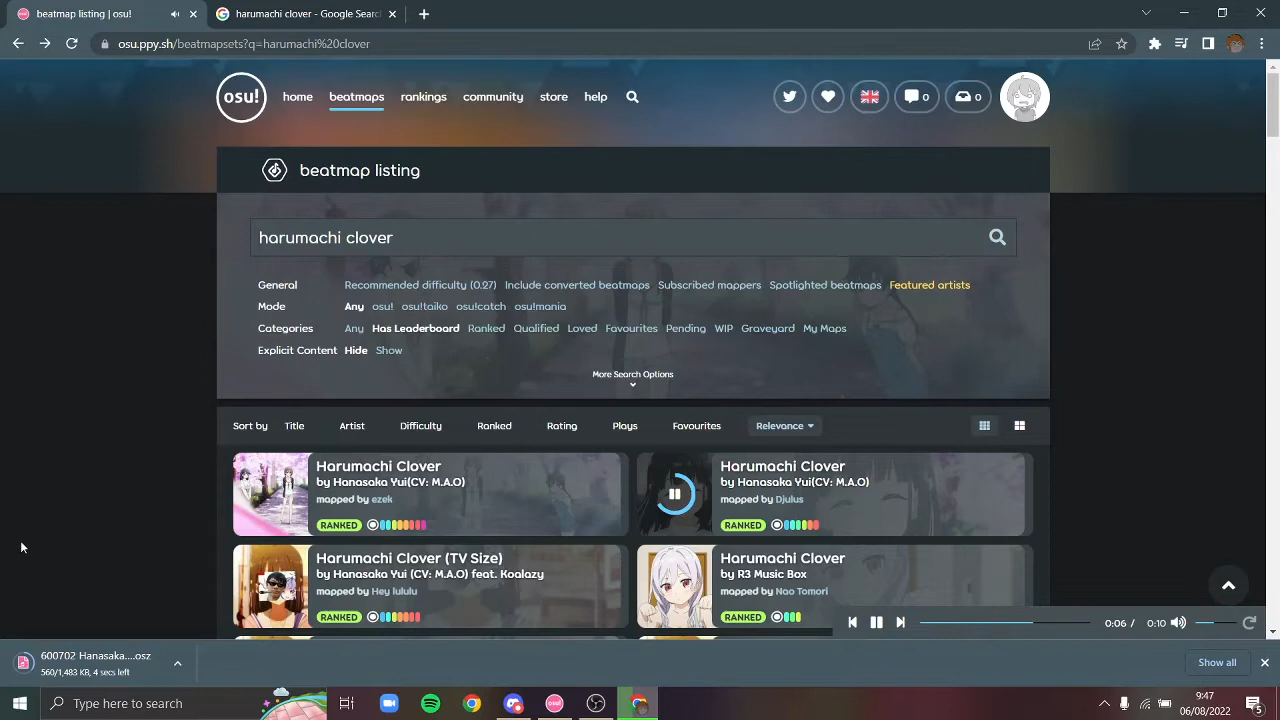 beatmap listing | osu!
harumachi clover - Google Searc
osu.ppy.sh/beatmapsets?q=harumachi%20clover
osu!
home
beatmaps
rankings
community
store
help
0
0
beatmap listing
harumachi clover
General Recommended difficulty (0.27) Include converted beatmaps Subscribed mappers Spotlighted beatmaps Featured artists
Mode Any osu! osu!taiko osu!catch osu!mania
Categories Any Has Leaderboard Ranked Qualified Loved Favourites Pending WIP Graveyard My Maps
Explicit Content Hide Show
More Search Options
Sort by Title Artist Difficulty Ranked Rating Plays Favourites Relevance
Harumachi Clover
by Hanasaka Yui(CV: M.A.O)
mapped by ezek
RANKED
Harumachi Clover
by Hanasaka Yui(CV: M.A.O)
mapped by Djulus
RANKED
Harumachi Clover (TV Size)
by Hanasaka Yui (CV: M.A.O) feat. Koalazy
mapped by Hey lululu
RANKED
Harumachi Clover
by R3 Music Box
mapped by Nao Tomori
RANKED
0:06 / 0:10
600702 Hanasaka....osz
560/1,483 KB, 4 secs left
Show all
Type here to search
osu!
9:47
06/08/2022
5